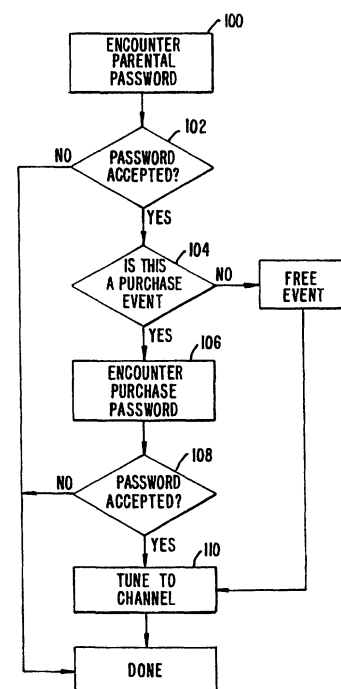 100
ENCOUNTER
PARENTAL
PASSWORD
102
NO
PASSWORD
ACCEPTED?
YES
104
IS THIS
A PURCHASE
EVENT
NO
FREE
EVENT
YES
106
ENCOUNTER
PURCHASE
PASSWORD
108
NO
PASSWORD
ACCEPTED?
YES
110
TUNE TO
CHANNEL
DONE